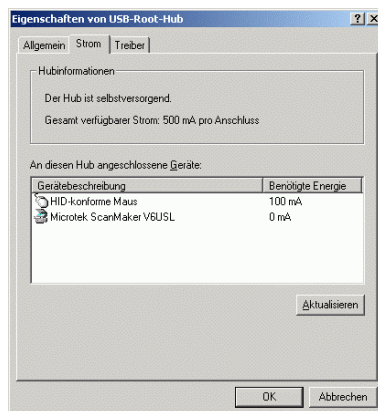 Eigenschaften von USB-Root-Hub
Allgemein Strom Treiber
Hubinformationen
Der Hub ist selbstversorgend.
Gesamt verfügbarer Strom: 500 mA pro Anschluss
An diesen Hub angeschlossene Geräte:
Gerätebeschreibung Benötigte Energie
HID-konforme Maus 100 mA
Microtek ScanMaker V6USL 0 mA
Aktualisieren
OK Abbrechen